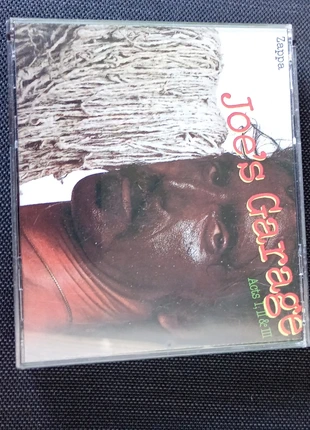 Zappa
Joe's Garage
Acts I, II & III